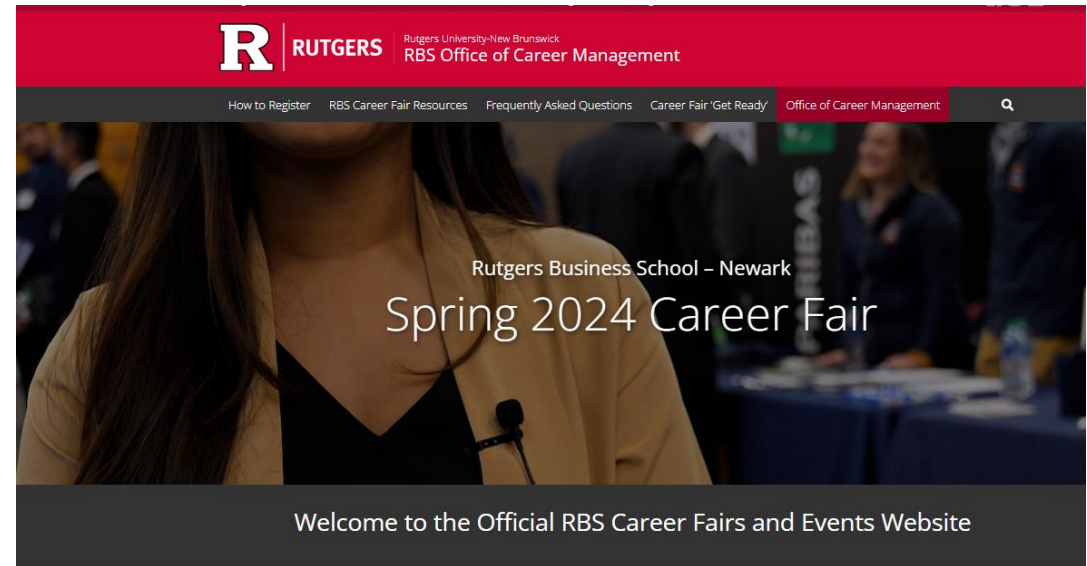 R
RUTGERS
Rutgers University-New Brunswick
RBS Office of Career Management
How to Register
RBS Career Fair Resources
Frequently Asked Questions
Career Fair 'Get Ready'
Office of Career Management
PARIBAS
Rutgers Business School – Newark
Spring 2024 Career Fair
Welcome to the Official RBS Career Fairs and Events Website